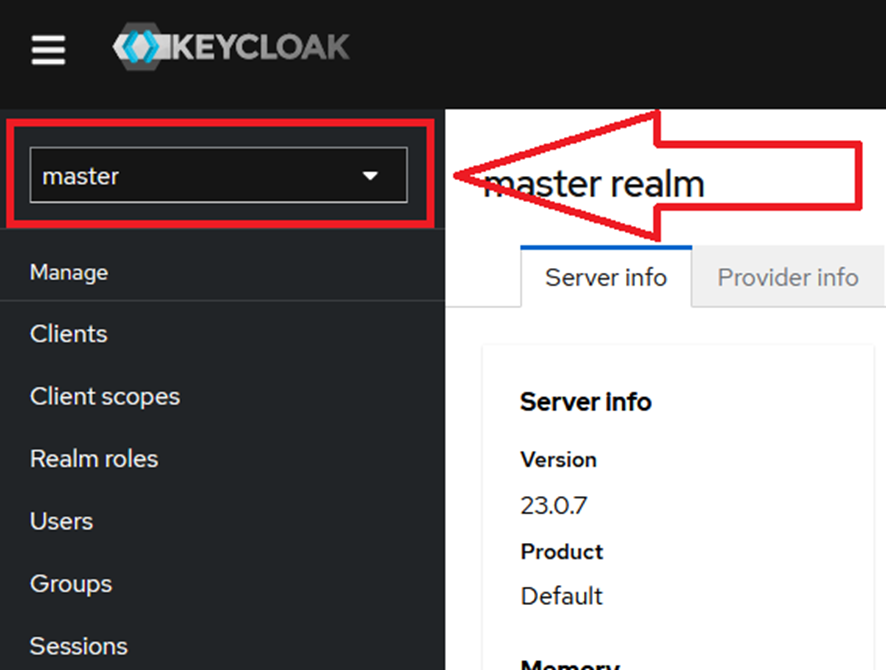 KEYCLOAK
master
master realm
Manage
Clients
Client scopes
Realm roles
Users
Groups
Sessions
Server info
Provider info
Server info
Version
23.0.7
Product
Default
Memory